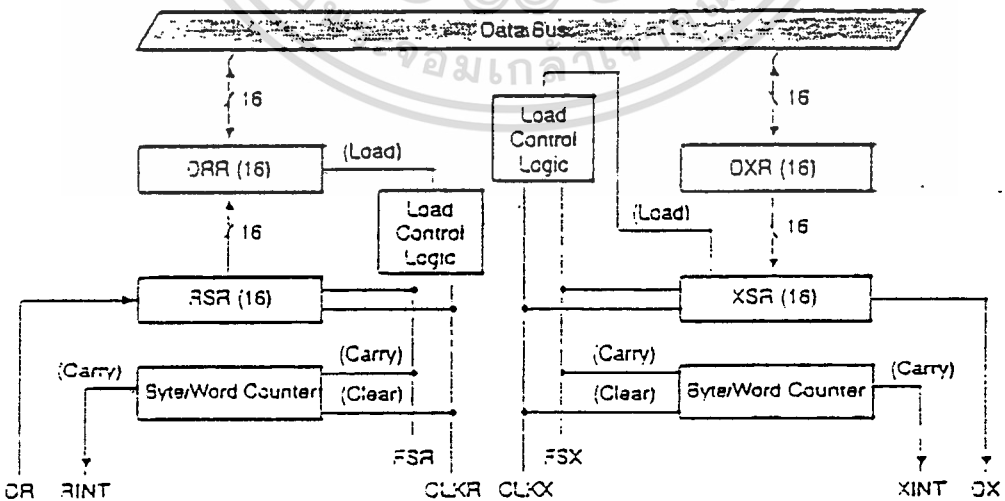 Data Bus
16
16
Load
Control
Logic
DRR (16)
(Load)
DXR (16)
Load
Control
Logic
(Load)
16
16
RSR (16)
XSR (16)
(Carry)
(Carry)
(Carry)
(Carry)
Byte/Word Counter
(Clear)
(Clear)
Byte/Word Counter
FSR
FSX
DR
RINT
CLKR
CLKX
XINT
DX